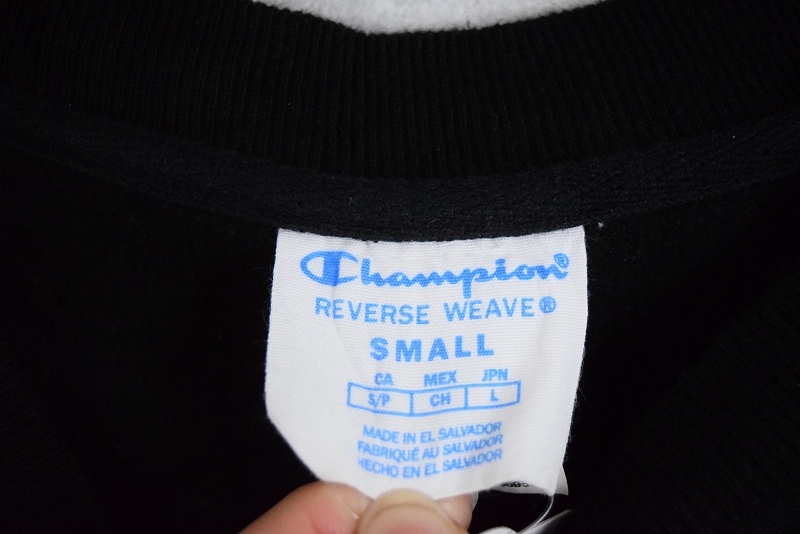 Champion®
REVERSE WEAVE®
SMALL
CA MEX JPN
S/P CH L
MADE IN EL SALVADOR
FABRIQUÉ AU SALVADOR
HECHO EN EL SALVADOR